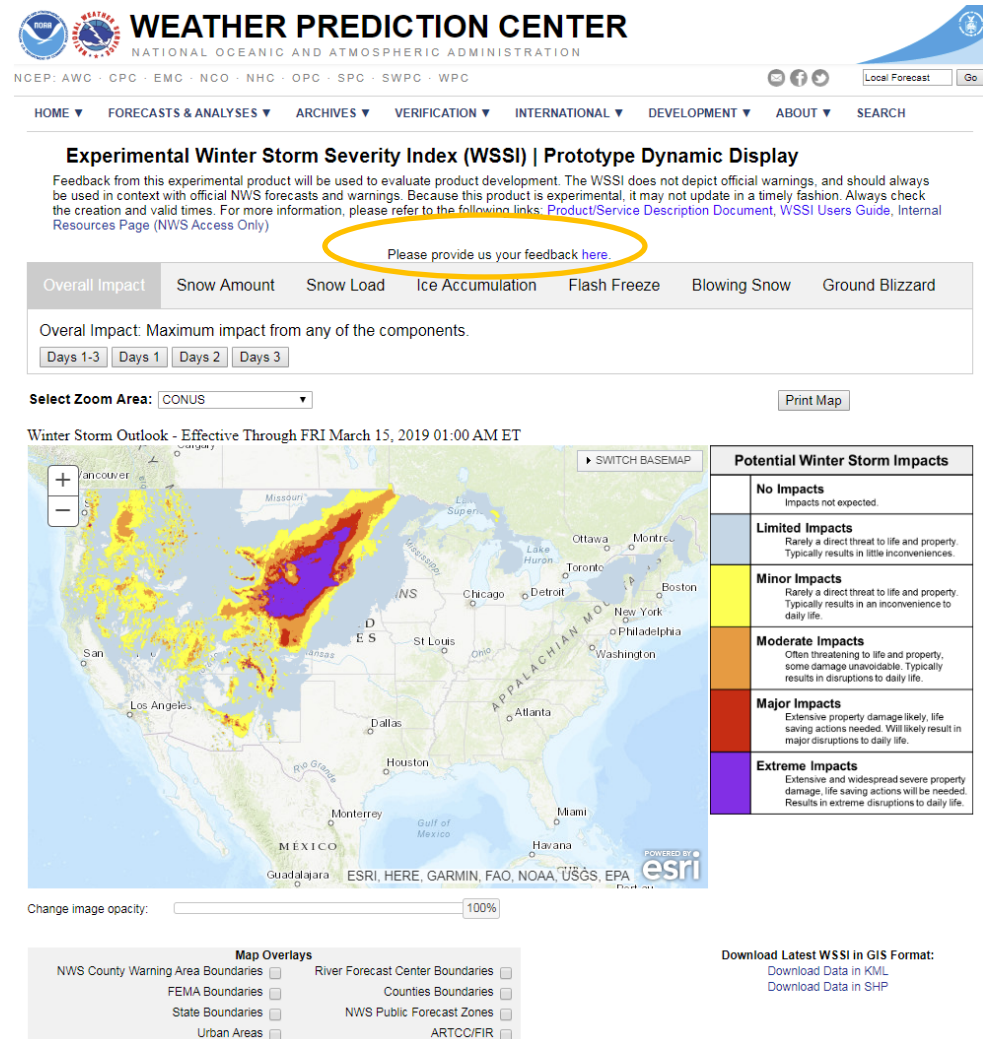 NOAA
WEATHER PREDICTION CENTER
NATIONAL OCEANIC AND ATMOSPHERIC ADMINISTRATION
NCEP: AWC · CPC · EMC · NCO · NHC · OPC · SPC · SWPC · WPC
Local Forecast Go
HOME ▼ FORECASTS & ANALYSES ▼ ARCHIVES ▼ VERIFICATION ▼ INTERNATIONAL ▼ DEVELOPMENT ▼ ABOUT ▼ SEARCH
Experimental Winter Storm Severity Index (WSSI) | Prototype Dynamic Display
Feedback from this experimental product will be used to evaluate product development. The WSSI does not depict official warnings, and should always
be used in context with official NWS forecasts and warnings. Because this product is experimental, it may not update in a timely fashion. Always check
the creation and valid times. For more information, please refer to the following links: Product/Service Description Document, WSSI Users Guide, Internal
Resources Page (NWS Access Only)
Please provide us your feedback here.
Overall Impact Snow Amount Snow Load Ice Accumulation Flash Freeze Blowing Snow Ground Blizzard
Overal Impact: Maximum impact from any of the components.
Days 1-3 Days 1 Days 2 Days 3
Select Zoom Area: CONUS ▼ Print Map
Winter Storm Outlook - Effective Through FRI March 15, 2019 01:00 AM ET
Calgary
SWITCH BASEMAP
+
ancouver
−
Missouri
Superi
Ottawa Montre
Lake
Huron
Toronto
Mississippi
NS Chicago Detroit Boston
New York
Philadelphia
D
E S
St Louis
Ohio
Washington
San
ansas
APPALACHIAN MO
Los Angeles
Atlanta
Dallas
Rio Grande
Houston
Monterrey
Miami
Gulf of
Mexico
MÉXICO
Havana
Guadalajara
ESRI, HERE, GARMIN, FAO, NOAA, USGS, EPA
POWERED BY
esri
Potential Winter Storm Impacts
No Impacts
Impacts not expected.
Limited Impacts
Rarely a direct threat to life and property.
Typically results in little inconveniences.
Minor Impacts
Rarely a direct threat to life and property.
Typically results in an inconvenience to
daily life.
Moderate Impacts
Often threatening to life and property,
some damage unavoidable. Typically
results in disruptions to daily life.
Major Impacts
Extensive property damage likely, life
saving actions needed. Will likely result in
major disruptions to daily life.
Extreme Impacts
Extensive and widespread severe property
damage, life saving actions will be needed.
Results in extreme disruptions to daily life.
Change image opacity: 100%
Map Overlays
NWS County Warning Area Boundaries River Forecast Center Boundaries
FEMA Boundaries Counties Boundaries
State Boundaries NWS Public Forecast Zones
Urban Areas ARTCC/FIR
Download Latest WSSI in GIS Format:
Download Data in KML
Download Data in SHP